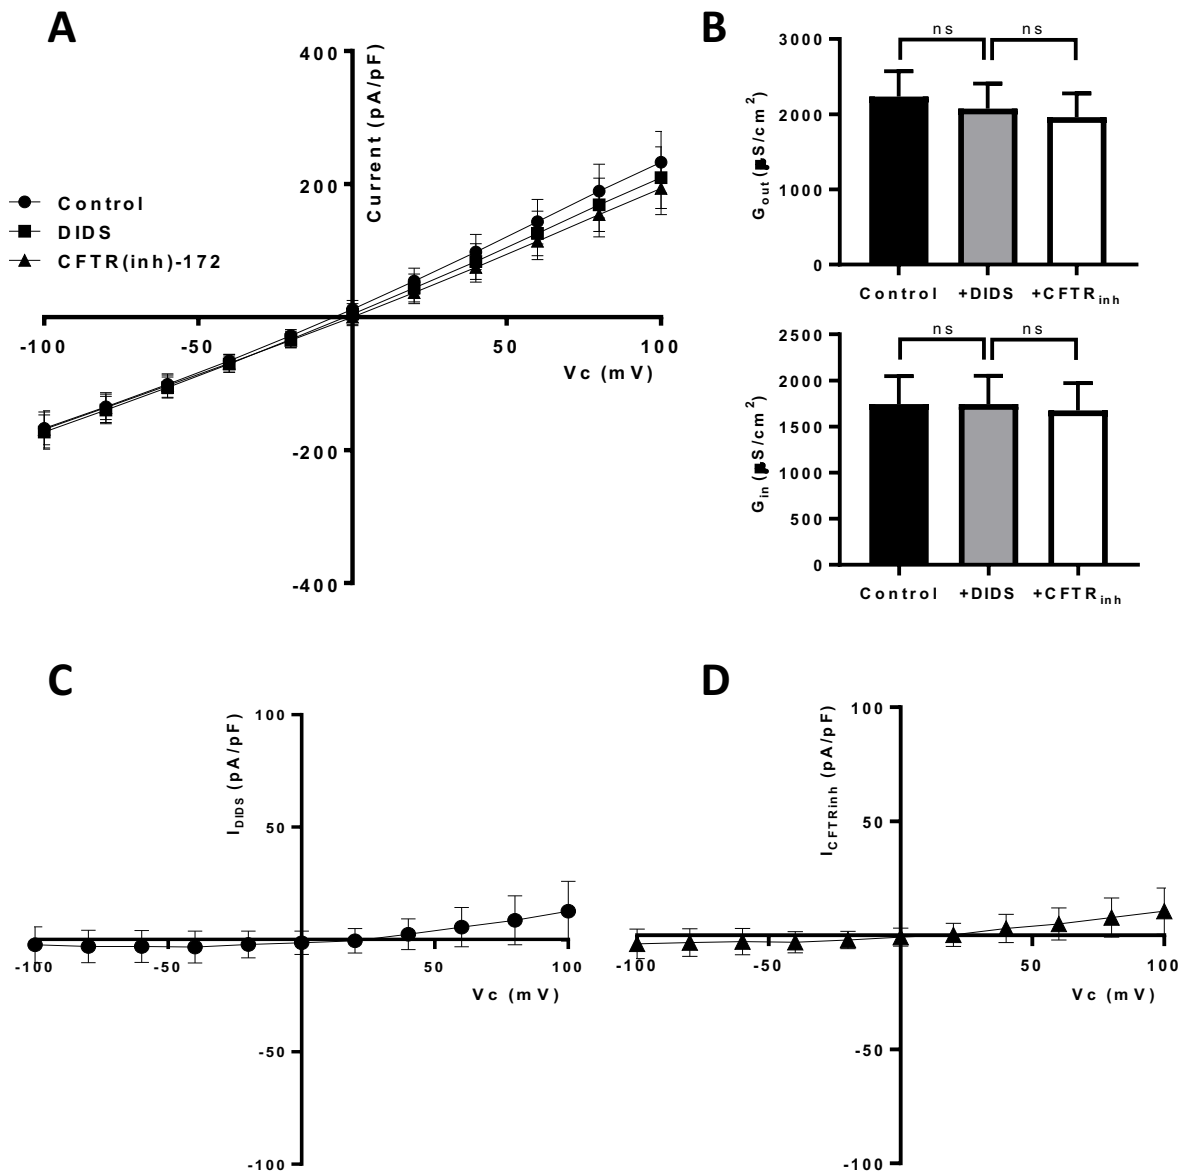 A
400
200
-200
-400
-100
-50
50
100
Current (pA/pF)
Vc (mV)
Control
DIDS
CFTR(inh)-172
B
ns
ns
3000
2000
1000
0
Gout (µS/cm2)
Control
+DIDS
+CFTRinh
ns
ns
2500
2000
1500
1000
500
0
Gin (µS/cm2)
Control
+DIDS
+CFTRinh
C
100
50
-50
-100
-100
-50
50
100
IDIDS (pA/pF)
Vc (mV)
D
100
50
-50
-100
-100
-50
50
100
ICFTRinh (pA/pF)
Vc (mV)